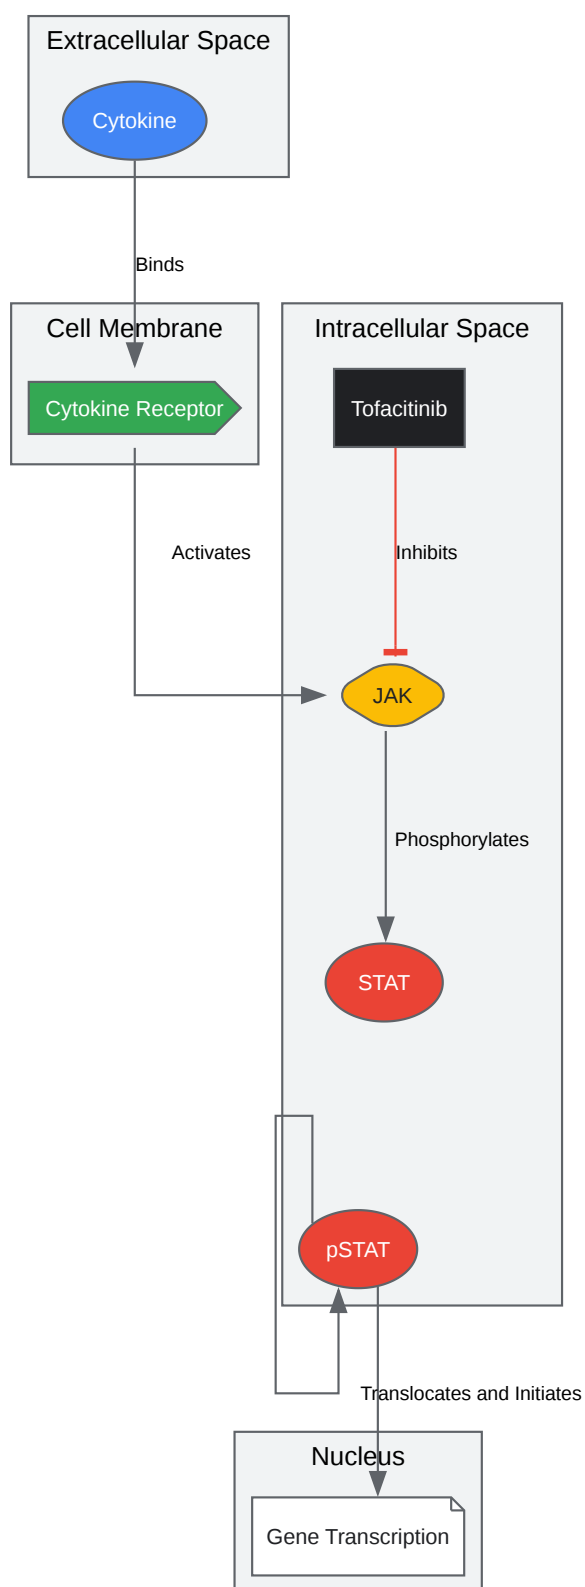 Extracellular Space
Cytokine
Binds
Cell Membrane
Cytokine Receptor
Intracellular Space
Tofacitinib
Activates
Inhibits
JAK
Phosphorylates
STAT
pSTAT
Translocates and Initiates
Nucleus
Gene Transcription